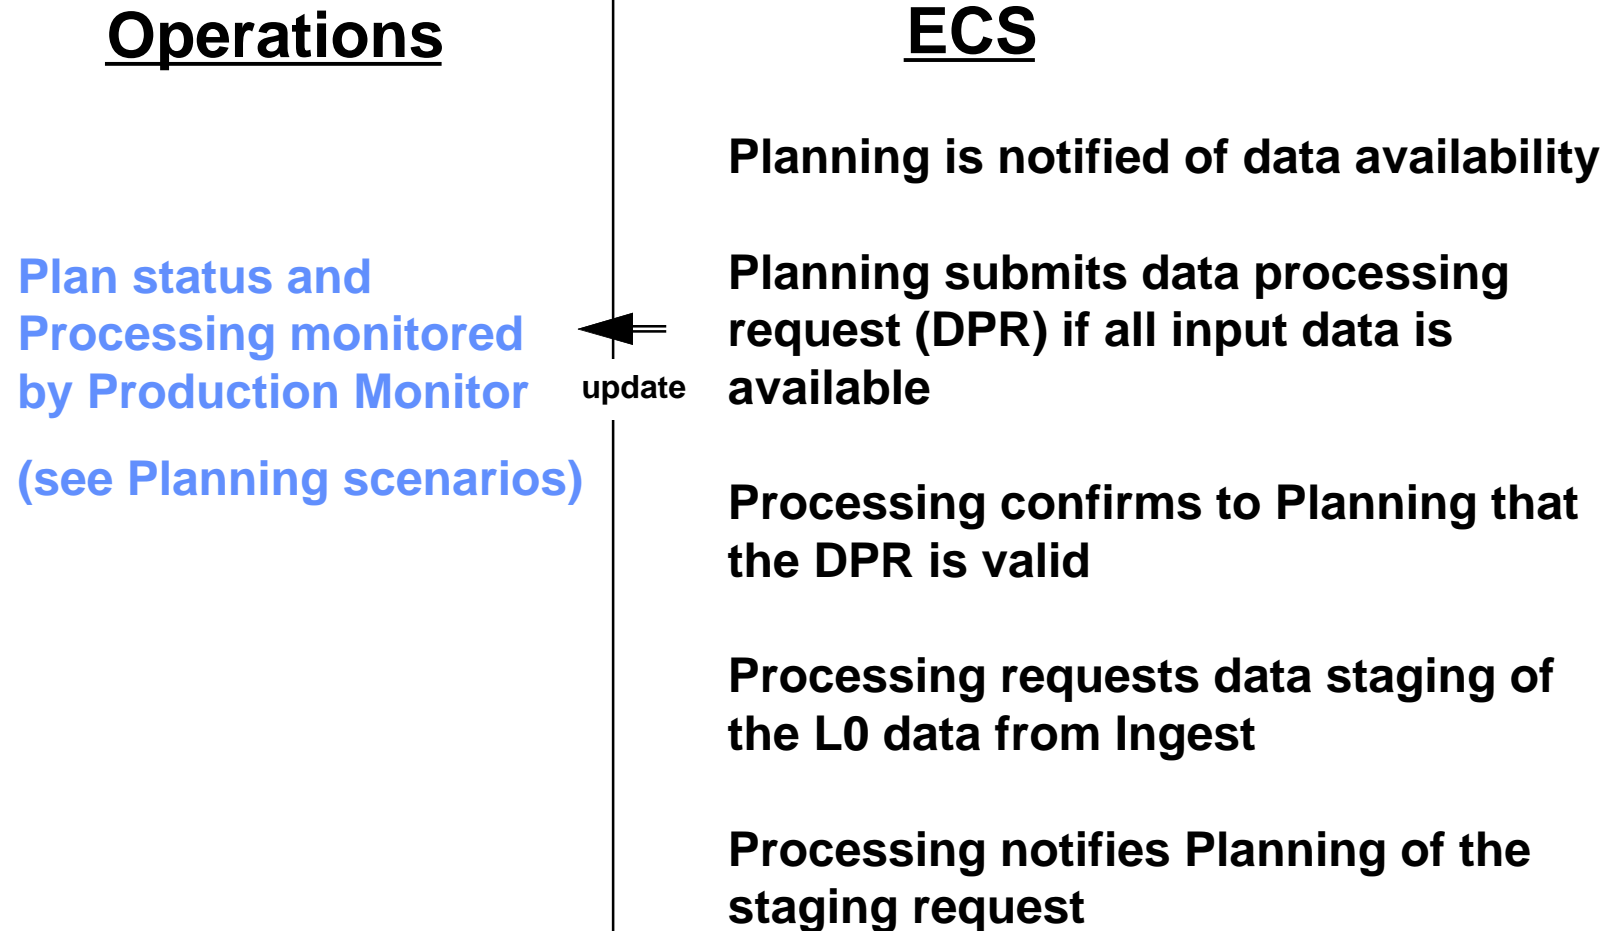 Operations
Plan status and
Processing monitored
by Production Monitor
(see Planning scenarios)
update
ECS
Planning is notified of data availability
Planning submits data processing
request (DPR) if all input data is
available
Processing confirms to Planning that
the DPR is valid
Processing requests data staging of
the L0 data from Ingest
Processing notifies Planning of the
staging request